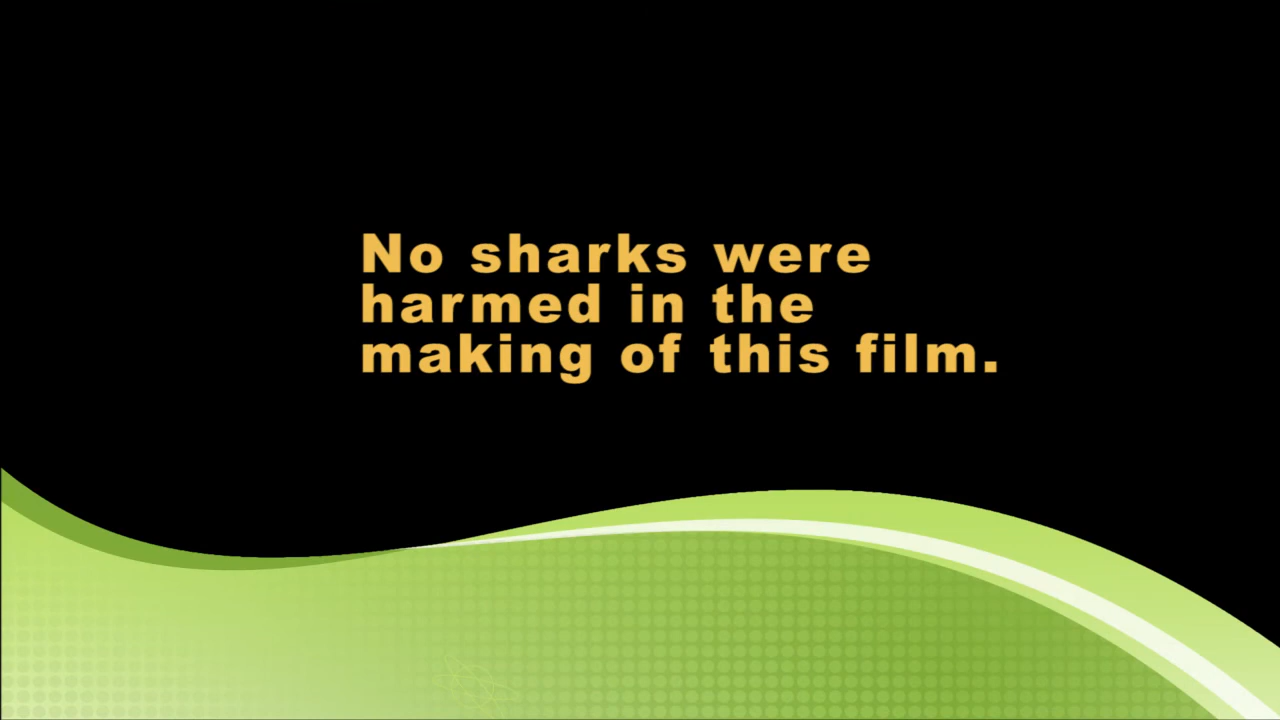 No sharks were
harmed in the
making of this film.